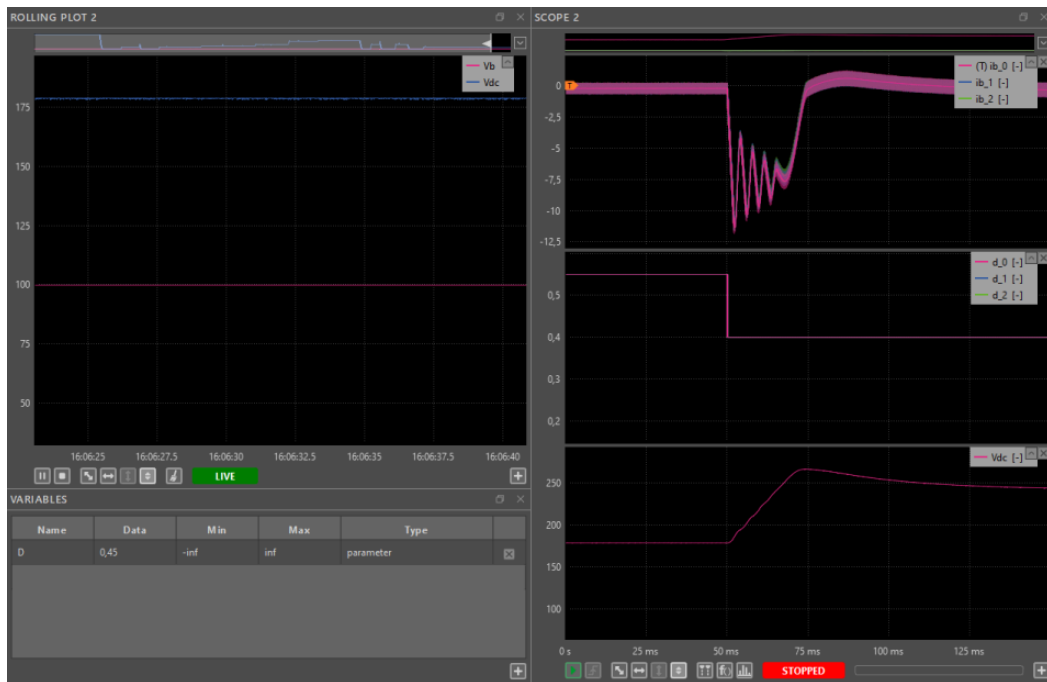 ROLLING PLOT 2
Vb
Vdc
175
150
125
100
75
50
16:06:25 16:06:27.5 16:06:30 16:06:32.5 16:06:35 16:06:37.5 16:06:40
LIVE
VARIABLES
Name Data Min Max Type
D 0,45 -inf inf parameter
SCOPE 2
(T) ib_0 [-]
ib_1 [-]
ib_2 [-]
T
0
-2,5
-5
-7,5
-10
-12,5
d_0 [-]
d_1 [-]
d_2 [-]
0,5
0,4
0,3
0,2
Vdc [-]
250
200
150
100
0 s 25 ms 50 ms 75 ms 100 ms 125 ms
f()
STOPPED